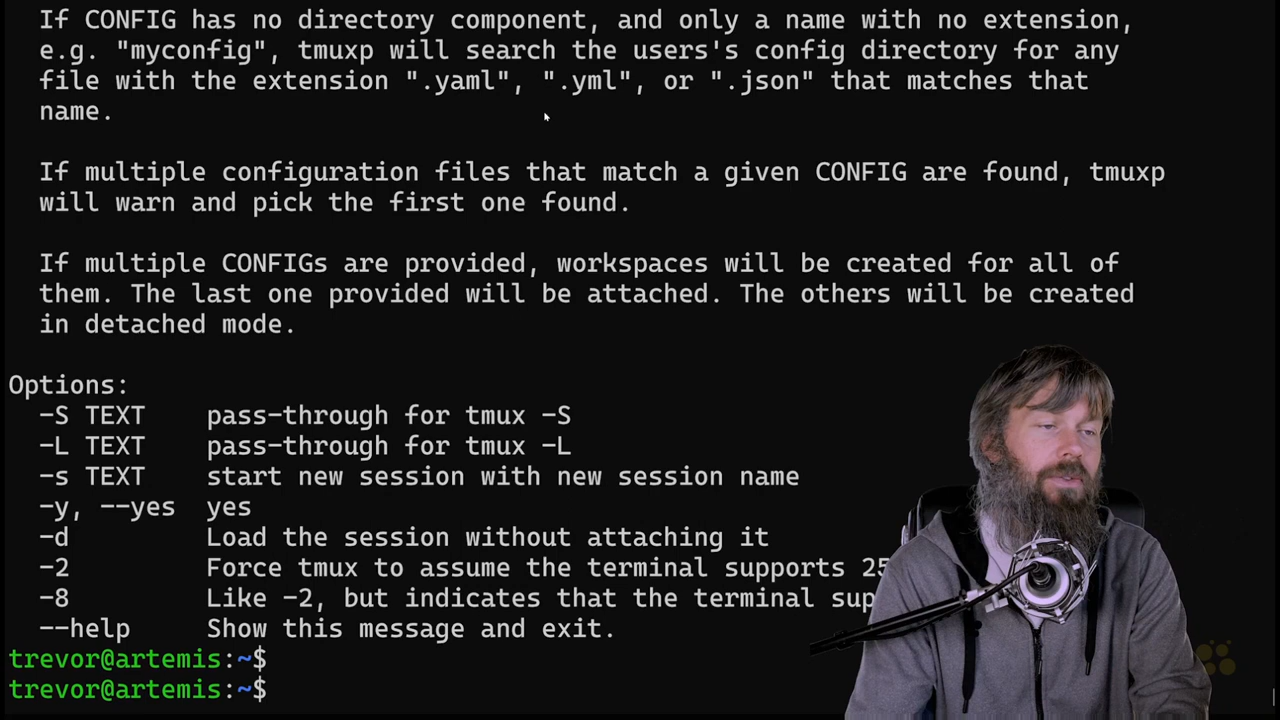 If CONFIG has no directory component, and only a name with no extension,
e.g. "myconfig", tmuxp will search the users's config directory for any
file with the extension ".yaml", ".yml", or ".json" that matches that
name.
If multiple configuration files that match a given CONFIG are found, tmuxp
will warn and pick the first one found.
If multiple CONFIGs are provided, workspaces will be created for all of
them. The last one provided will be attached. The others will be created
in detached mode.
Options:
-S TEXT pass-through for tmux -S
-L TEXT pass-through for tmux -L
-s TEXT start new session with new session name
-y, --yes yes
-d Load the session without attaching it
-2 Force tmux to assume the terminal supports
-8 Like -2, but indicates that the terminal
--help Show this message and exit.
trevor@artemis:~$
trevor@artemis:~$